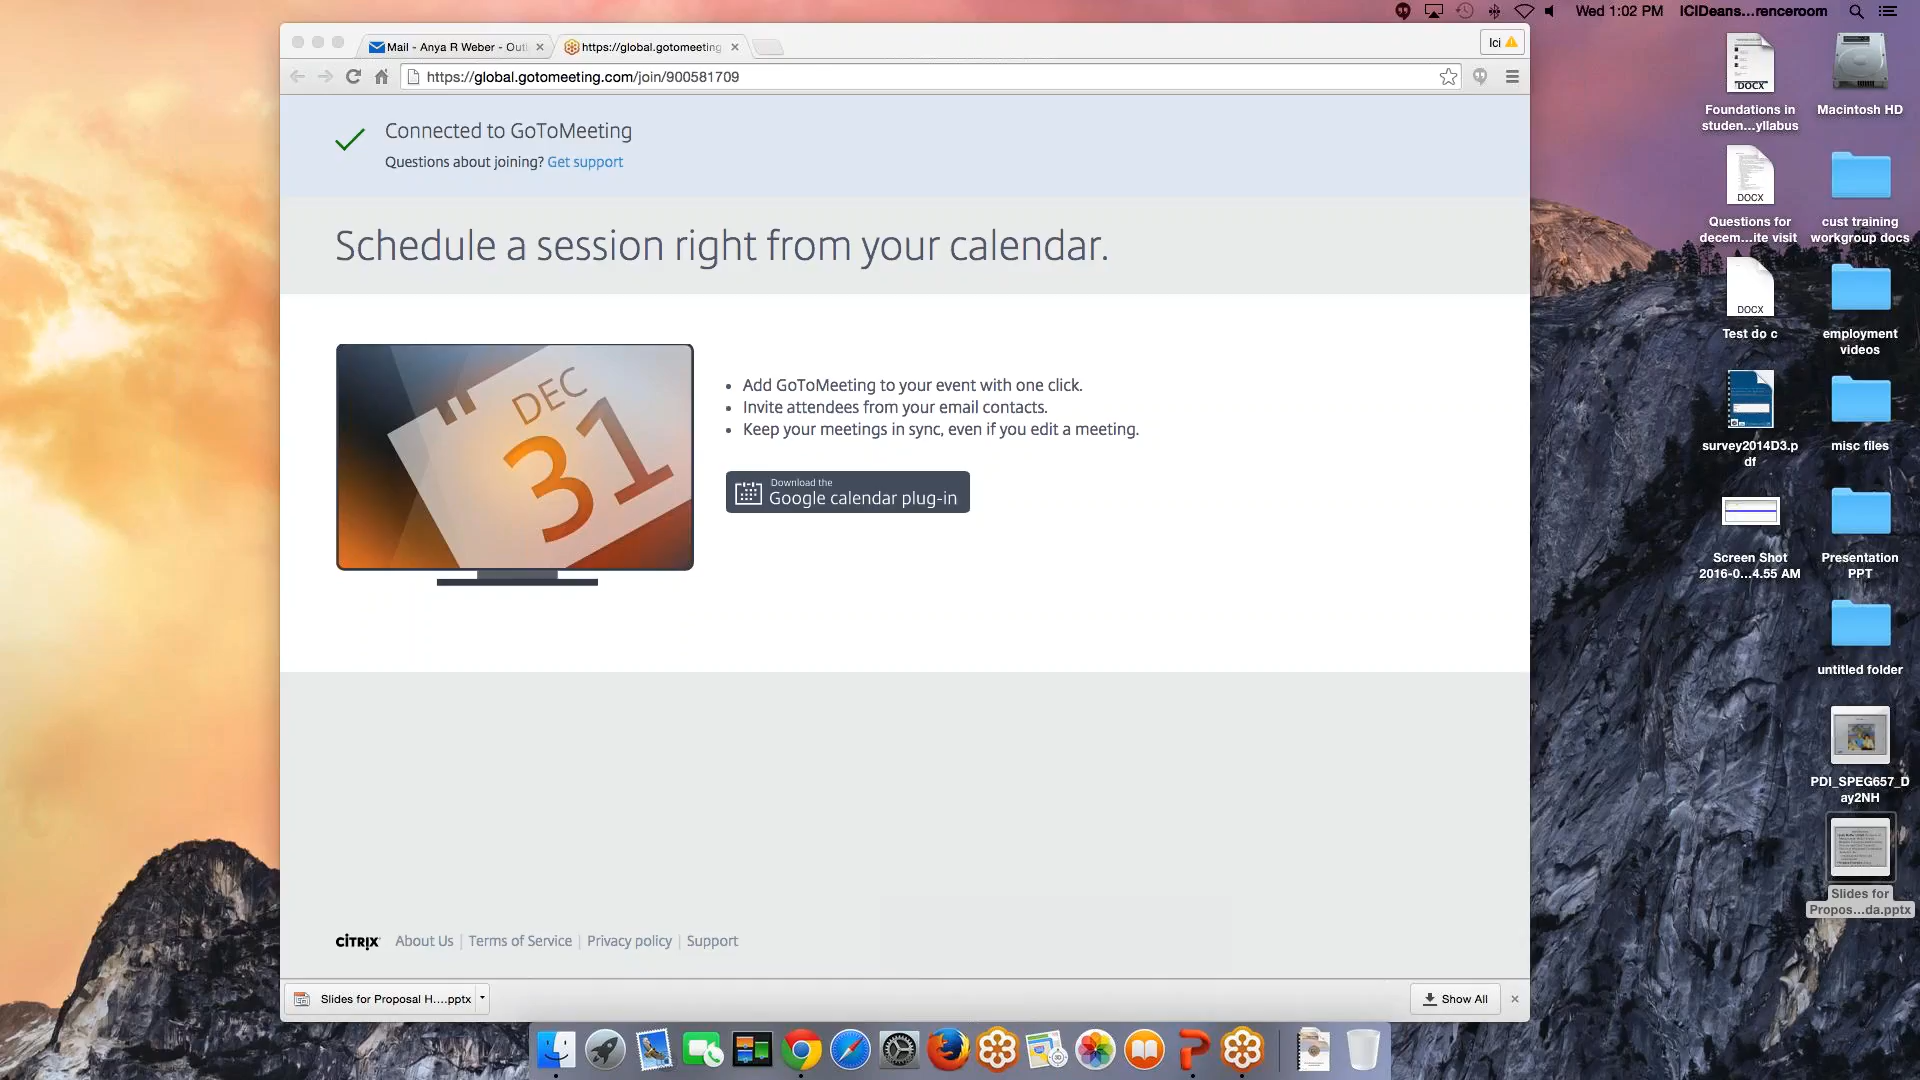 Wed 1:02 PM ICIDeans...renceroom
Mail - Anya R Weber - Outl
https://global.gotomeeting
Ici
https://global.gotomeeting.com/join/900581709
Connected to GoToMeeting
Questions about joining? Get support
Schedule a session right from your calendar.
DEC
31
• Add GoToMeeting to your event with one click.
• Invite attendees from your email contacts.
• Keep your meetings in sync, even if you edit a meeting.
Download the
Google calendar plug-in
CITRIX
About Us | Terms of Service | Privacy policy | Support
Slides for Proposal H....pptx
Show All
DOCX
Foundations in
studen...yllabus
Macintosh HD
DOCX
Questions for
decem...ite visit
cust training
workgroup docs
DOCX
Test do c
employment
videos
survey2014D3.p
df
misc files
Screen Shot
2016-0...4.55 AM
Presentation
PPT
untitled folder
PDI_SPEG657_D
ay2NH
Slides for
Propos...da.pptx